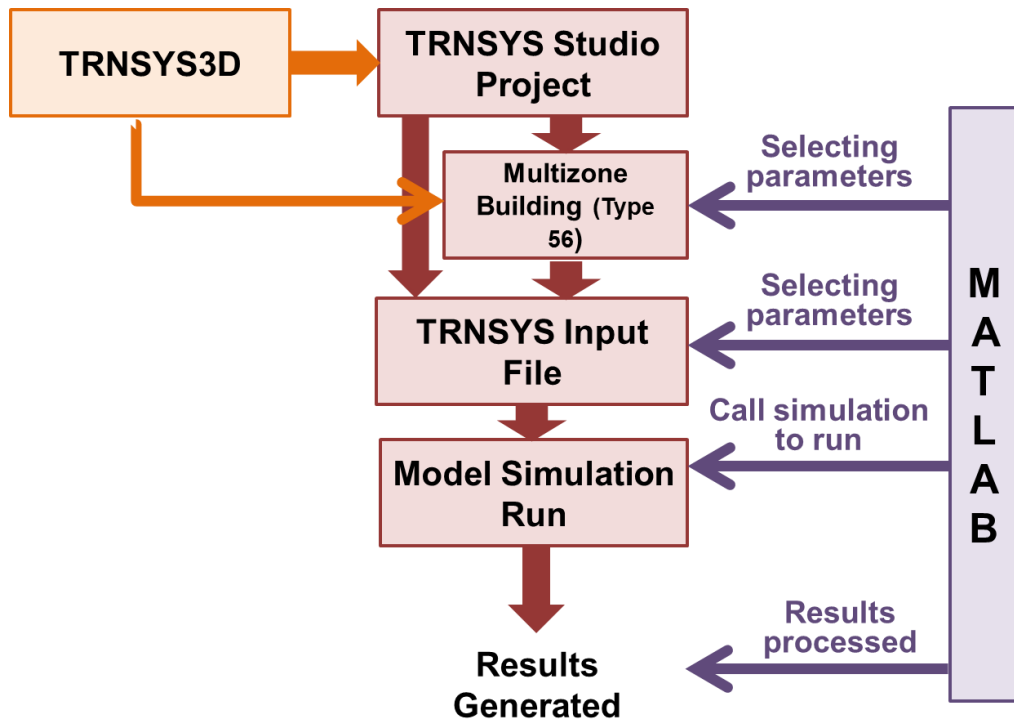 TRNSYS3D
TRNSYS Studio
Project
Multizone
Building (Type
56)
TRNSYS Input
File
Model Simulation
Run
Results
Generated
Selecting
parameters
Selecting
parameters
Call simulation
to run
Results
processed
M
A
T
L
A
B